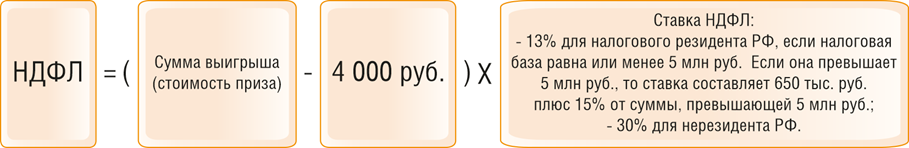 НДФЛ
= (
Сумма выигрыша
(стоимость приза)
-
4 000 руб.
) Х
Ставка НДФЛ:
- 13% для налогового резидента РФ, если налоговая
база равна или менее 5 млн руб. Если она превышает
5 млн руб., то ставка составляет 650 тыс. руб.
плюс 15% от суммы, превышающей 5 млн руб.;
- 30% для нерезидента РФ.